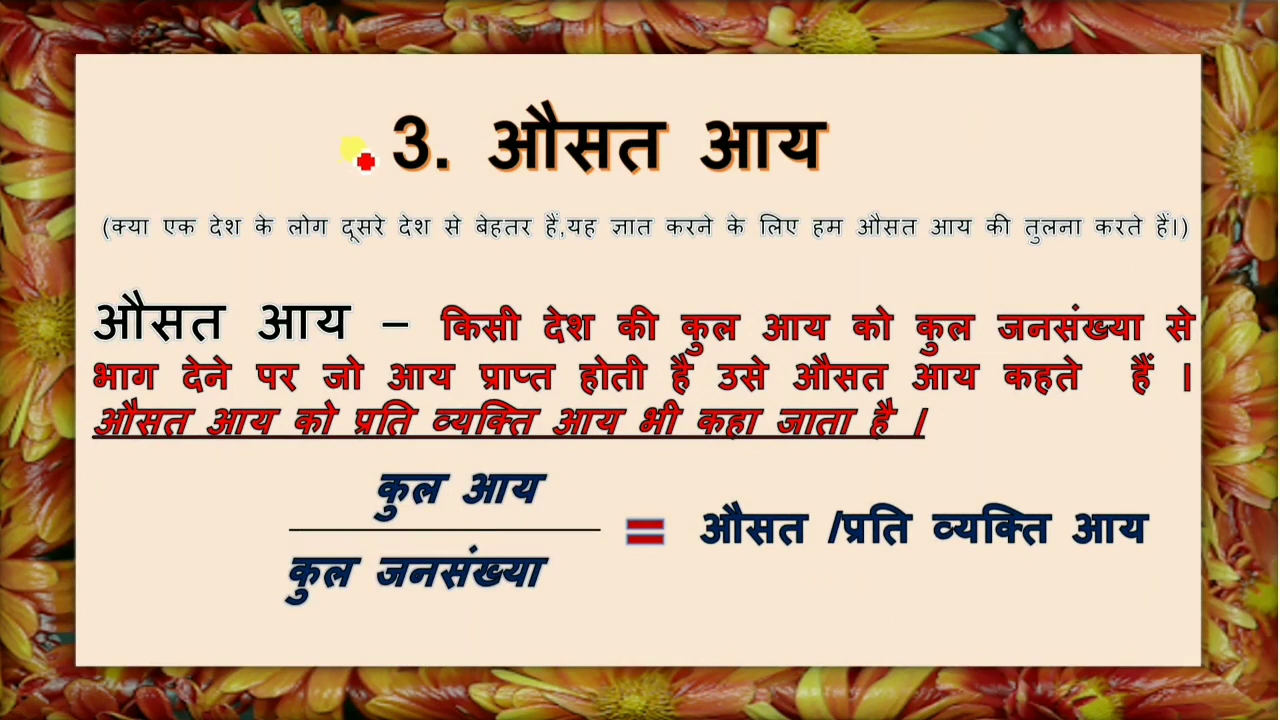 3. औसत आय
(क्या एक देश के लोग दूसरे देश से बेहतर हैं,यह ज्ञात करने के लिए हम औसत आय की तुलना करते हैं।)
औसत आय – किसी देश की कुल आय को कुल जनसंख्या से
भाग देने पर जो आय प्राप्त होती है उसे औसत आय कहते हैं ।
औसत आय को प्रति व्यक्ति आय भी कहा जाता है ।
कुल आय
कुल जनसंख्या
= औसत /प्रति व्यक्ति आय